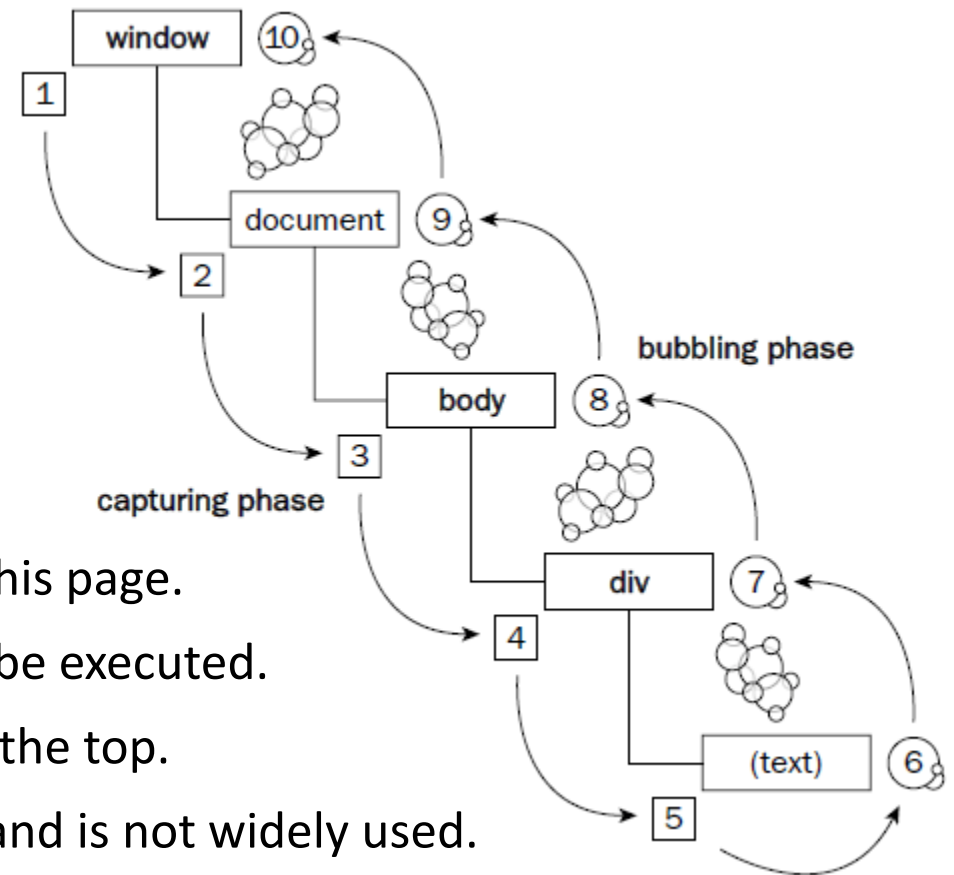 window 10
1
document 9
2
bubbling phase
body 8
3
capturing phase
his page.
div 7
4
be executed.
the top.
(text) 6
5
and is not widely used.